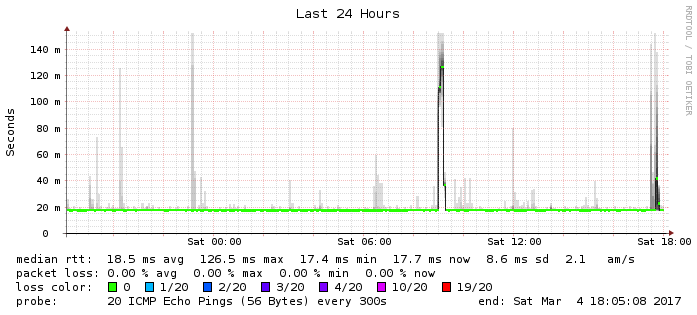 Last 24 Hours
RRDTOOL / TOBI OETIKER
Seconds
140 m
120 m
100 m
80 m
60 m
40 m
20 m
0
Sat 00:00 Sat 06:00 Sat 12:00 Sat 18:00
median rtt: 18.5 ms avg 126.5 ms max 17.4 ms min 17.7 ms now 8.6 ms sd 2.1 am/s
packet loss: 0.00 % avg 0.00 % max 0.00 % min 0.00 % now
loss color: 0 1/20 2/20 3/20 4/20 10/20 19/20
probe: 20 ICMP Echo Pings (56 Bytes) every 300s end: Sat Mar 4 18:05:08 2017